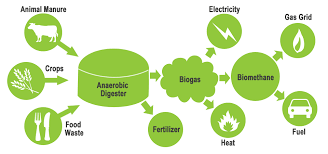 Animal Manure
Crops
Food
Waste
Anaerobic
Digester
Fertilizer
Biogas
Electricity
Heat
Biomethane
Gas Grid
Fuel